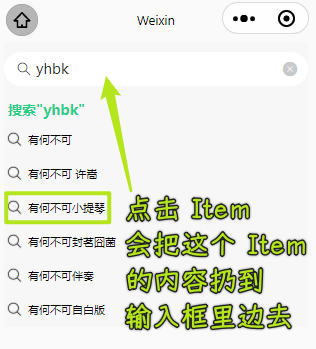 Weixin
yhbk
搜索"yhbk"
有何不可
有何不可 许嵩
有何不可小提琴
有何不可封茗囧菌
有何不可伴奏
有何不可自白版
点击 Item
会把这个 Item
的内容扔到
输入框里边去